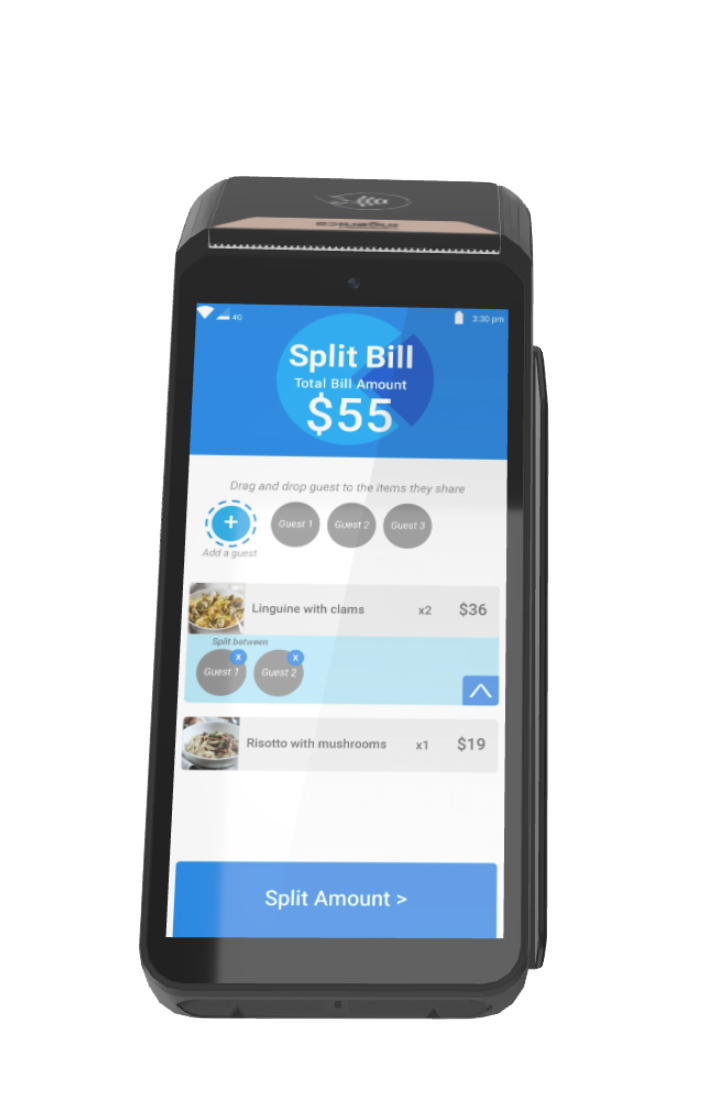 4G
3:30 pm
Split Bill
Total Bill Amount
$55
Drag and drop guest to the items they share
+
Guest 1
Guest 2
Guest 3
Add a guest
Linguine with clams x2 $36
Split between
x
x
Guest 1
Guest 2
Risotto with mushrooms x1 $19
Split Amount >